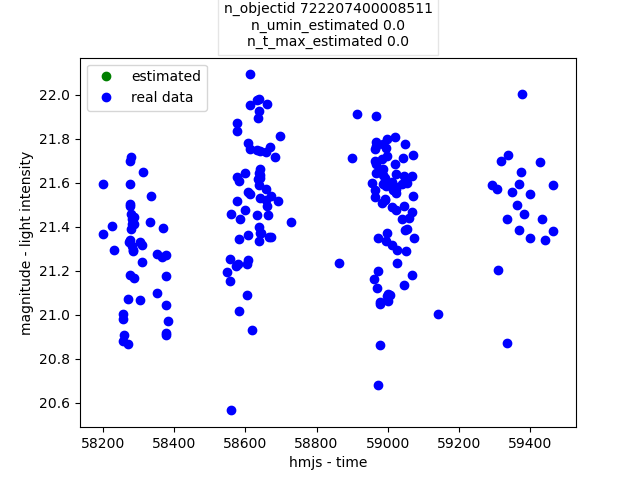 n_objectid 722207400008511
n_umin_estimated 0.0
n_t_max_estimated 0.0
estimated
real data
magnitude - light intensity
22.0
21.8
21.6
21.4
21.2
21.0
20.8
20.6
58200 58400 58600 58800 59000 59200 59400
hmjs - time